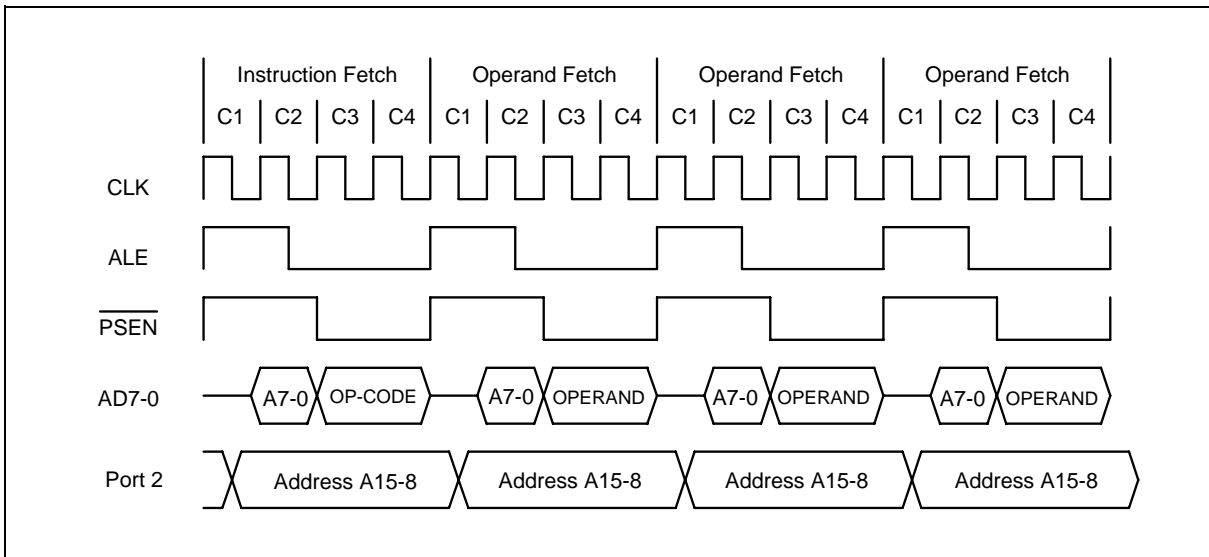 Instruction Fetch Operand Fetch Operand Fetch Operand Fetch
C1 C2 C3 C4 C1 C2 C3 C4 C1 C2 C3 C4 C1 C2 C3 C4
CLK
ALE
PSEN
AD7-0 A7-0 OP-CODE A7-0 OPERAND A7-0 OPERAND A7-0 OPERAND
Port 2 Address A15-8 Address A15-8 Address A15-8 Address A15-8